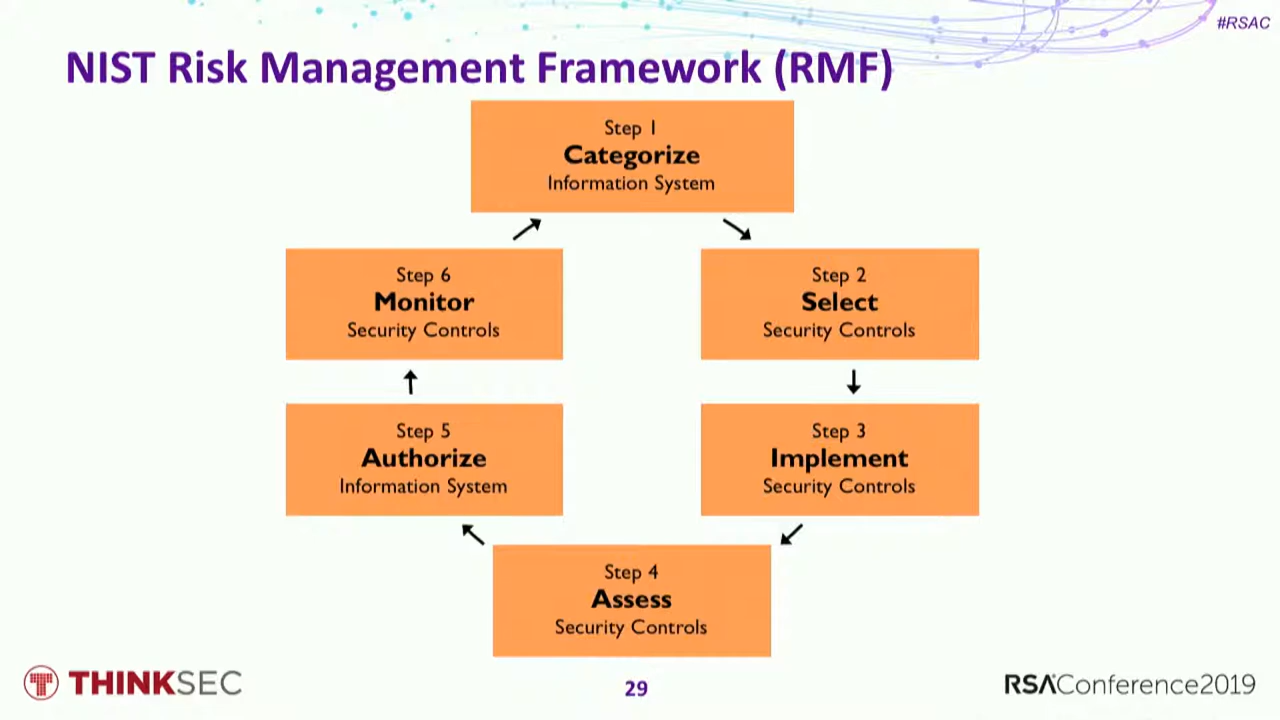 #RSAC
NIST Risk Management Framework (RMF)
Step 1
Categorize
Information System
Step 2
Select
Security Controls
Step 3
Implement
Security Controls
Step 4
Assess
Security Controls
Step 5
Authorize
Information System
Step 6
Monitor
Security Controls
THINKSEC
29
RSAConference2019